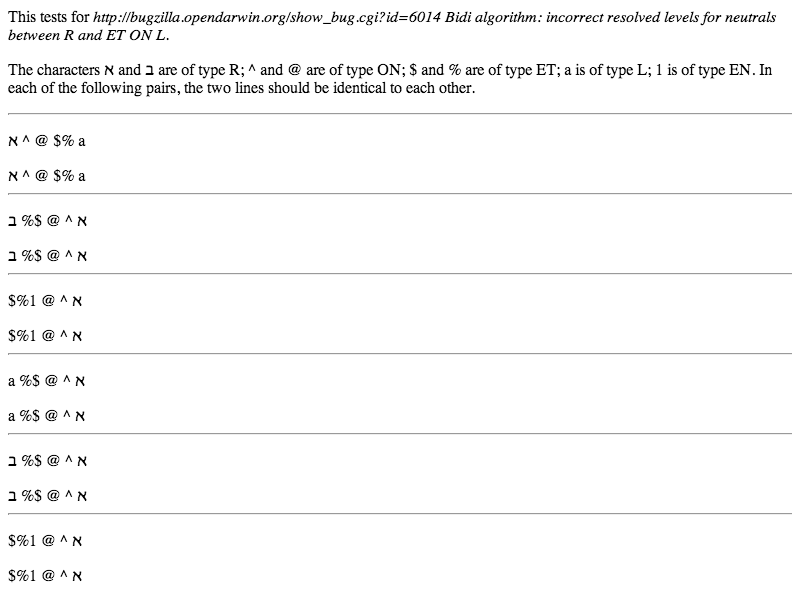 This tests for http://bugzilla.opendarwin.org/show_bug.cgi?id=6014 Bidi algorithm: incorrect resolved levels for neutrals
between R and ET ON L.
The characters א and ב are of type R; ^ and @ are of type ON; $ and % are of type ET; a is of type L; 1 is of type EN. In
each of the following pairs, the two lines should be identical to each other.
א ^ @ $% a
א ^ @ $% a
א ^ @ $% ב
א ^ @ $% ב
א ^ @ $%1
א ^ @ $%1
א ^ @ $% a
א ^ @ $% a
א ^ @ $% ב
א ^ @ $% ב
א ^ @ $%1
א ^ @ $%1